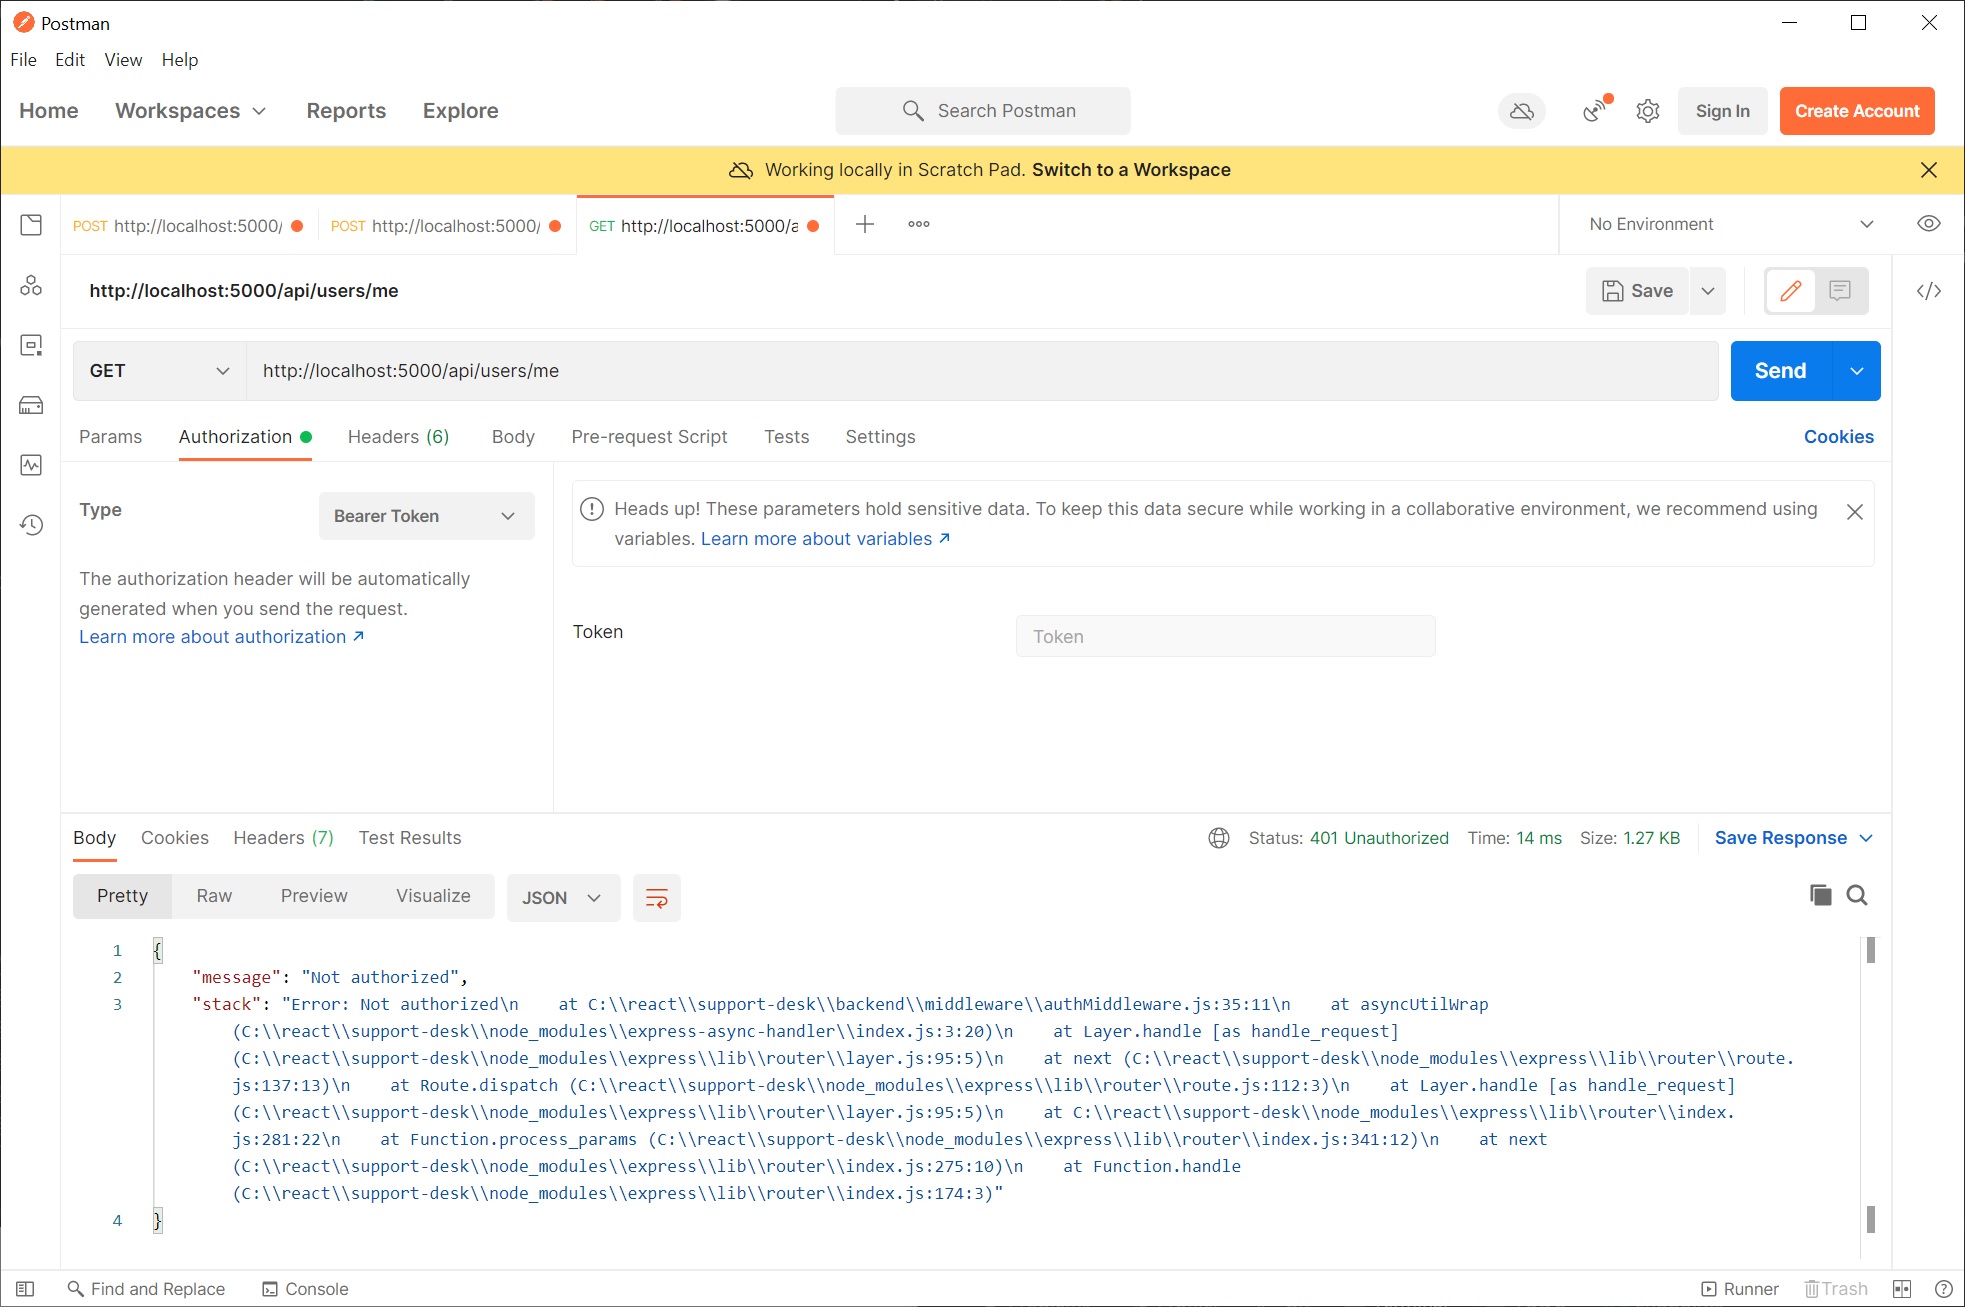 Postman
File Edit View Help
Home Workspaces Reports Explore Search Postman Sign In Create Account
Working locally in Scratch Pad. Switch to a Workspace
POST http://localhost:5000/ POST http://localhost:5000/ GET http://localhost:5000/a No Environment
http://localhost:5000/api/users/me Save
GET http://localhost:5000/api/users/me Send
Params Authorization Headers (6) Body Pre-request Script Tests Settings Cookies
Type Bearer Token
The authorization header will be automatically
generated when you send the request.
Learn more about authorization ↗
Heads up! These parameters hold sensitive data. To keep this data secure while working in a collaborative environment, we recommend using
variables. Learn more about variables ↗
Token Token
Body Cookies Headers (7) Test Results Status: 401 Unauthorized Time: 14 ms Size: 1.27 KB Save Response
Pretty Raw Preview Visualize JSON
1 {
2 "message": "Not authorized",
3 "stack": "Error: Not authorized\n    at C:\\react\\support-desk\\backend\\middleware\\authMiddleware.js:35:11\n    at asyncUtilWrap
(C:\\react\\support-desk\\node_modules\\express-async-handler\\index.js:3:20)\n    at Layer.handle [as handle_request]
(C:\\react\\support-desk\\node_modules\\express\\lib\\router\\layer.js:95:5)\n    at next (C:\\react\\support-desk\\node_modules\\express\\lib\\router\\route.
js:137:13)\n    at Route.dispatch (C:\\react\\support-desk\\node_modules\\express\\lib\\router\\route.js:112:3)\n    at Layer.handle [as handle_request]
(C:\\react\\support-desk\\node_modules\\express\\lib\\router\\layer.js:95:5)\n    at C:\\react\\support-desk\\node_modules\\express\\lib\\router\\index.
js:281:22\n    at Function.process_params (C:\\react\\support-desk\\node_modules\\express\\lib\\router\\index.js:341:12)\n    at next
(C:\\react\\support-desk\\node_modules\\express\\lib\\router\\index.js:275:10)\n    at Function.handle
(C:\\react\\support-desk\\node_modules\\express\\lib\\router\\index.js:174:3)"
4 }
Find and Replace Console Runner Trash